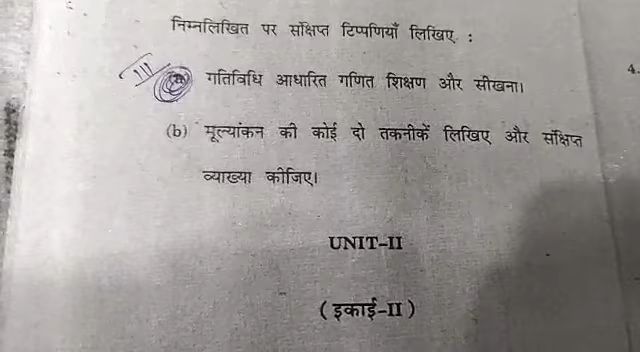 निम्नलिखित पर संक्षिप्त टिप्पणियाँ लिखिए :
(a) गतिविधि आधारित गणित शिक्षण और सीखना।
4.
(b) मूल्यांकन की कोई दो तकनीकें लिखिए और संक्षिप्त
व्याख्या कीजिए।
UNIT–II
(इकाई–II)